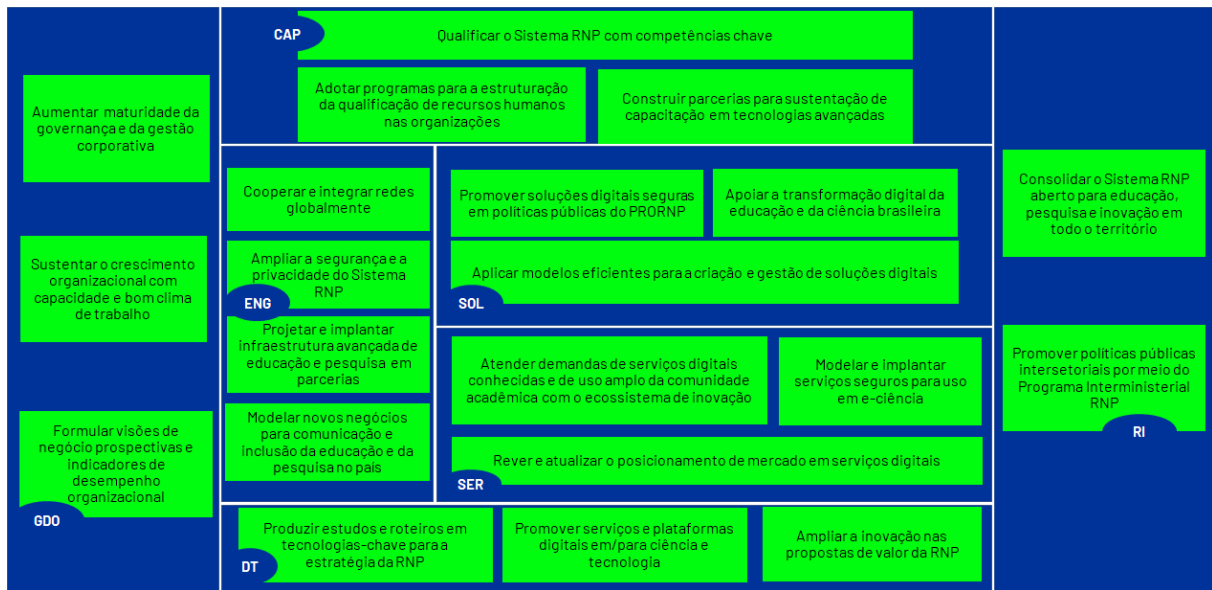 Aumentar maturidade da
governança e da gestão
corporativa
Sustentar o crescimento
organizacional com
capacidade e bom clima
de trabalho
Formular visões de
negócio prospectivas e
indicadores de
desempenho
organizacional
GDO
CAP
Qualificar o Sistema RNP com competências chave
Adotar programas para a estruturação
da qualificação de recursos humanos
nas organizações
Construir parcerias para sustentação de
capacitação em tecnologias avançadas
Cooperar e integrar redes
globalmente
Ampliar a segurança e a
privacidade do Sistema
RNP
ENG
Projetar e implantar
infraestrutura avançada de
educação e pesquisa em
parcerias
Modelar novos negócios
para comunicação e
inclusão da educação e da
pesquisa no país
Promover soluções digitais seguras
em políticas públicas do PRORNP
Apoiar a transformação digital da
educação e da ciência brasileira
Aplicar modelos eficientes para a criação e gestão de soluções digitais
SOL
Atender demandas de serviços digitais
conhecidas e de uso amplo da comunidade
acadêmica com o ecossistema de inovação
Modelar e implantar
serviços seguros para uso
em e-ciência
Rever e atualizar o posicionamento de mercado em serviços digitais
SER
Produzir estudos e roteiros em
tecnologias-chave para a
estratégia da RNP
DT
Promover serviços e plataformas
digitais em/para ciência e
tecnologia
Ampliar a inovação nas
propostas de valor da RNP
Consolidar o Sistema RNP
aberto para educação,
pesquisa e inovação em
todo o território
Promover políticas públicas
intersetoriais por meio do
Programa Interministerial
RNP
RI